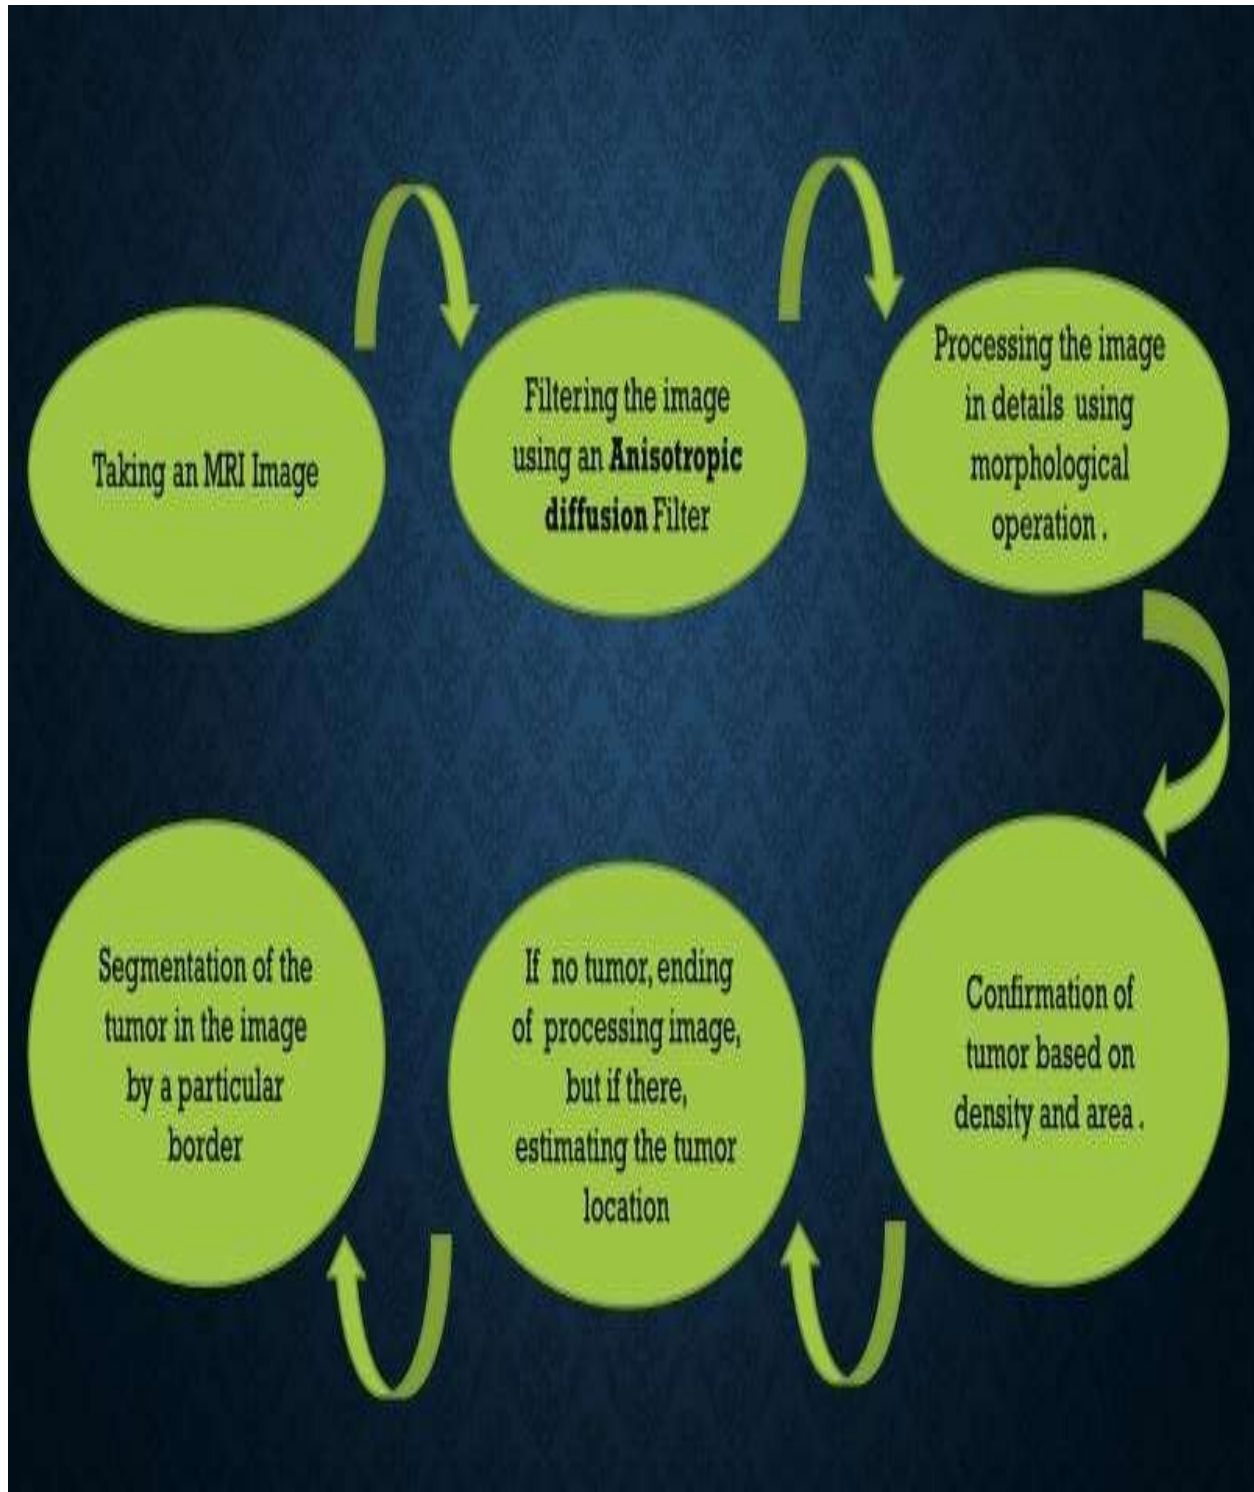 Taking an MRI Image
Filtering the image
using an Anisotropic
diffusion Filter
Processing the image
in details using
morphological
operation .
Confirmation of
tumor based on
density and area .
If no tumor, ending
of processing image,
but if there,
estimating the tumor
location
Segmentation of the
tumor in the image
by a particular
border